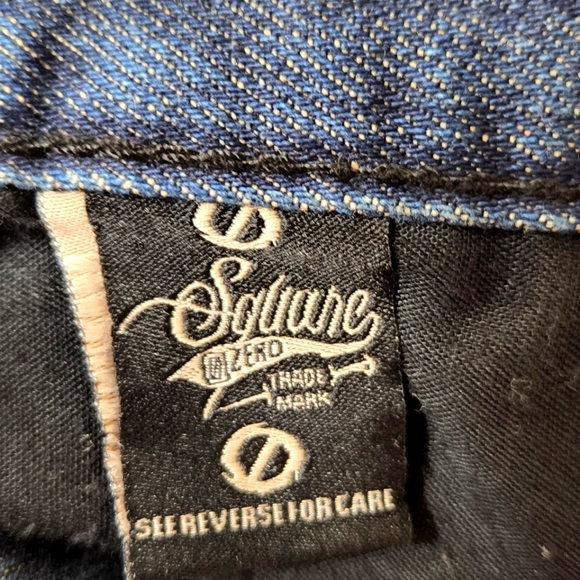 Square
ZERO
TRADE
MARK
SEE REVERSE FOR CARE